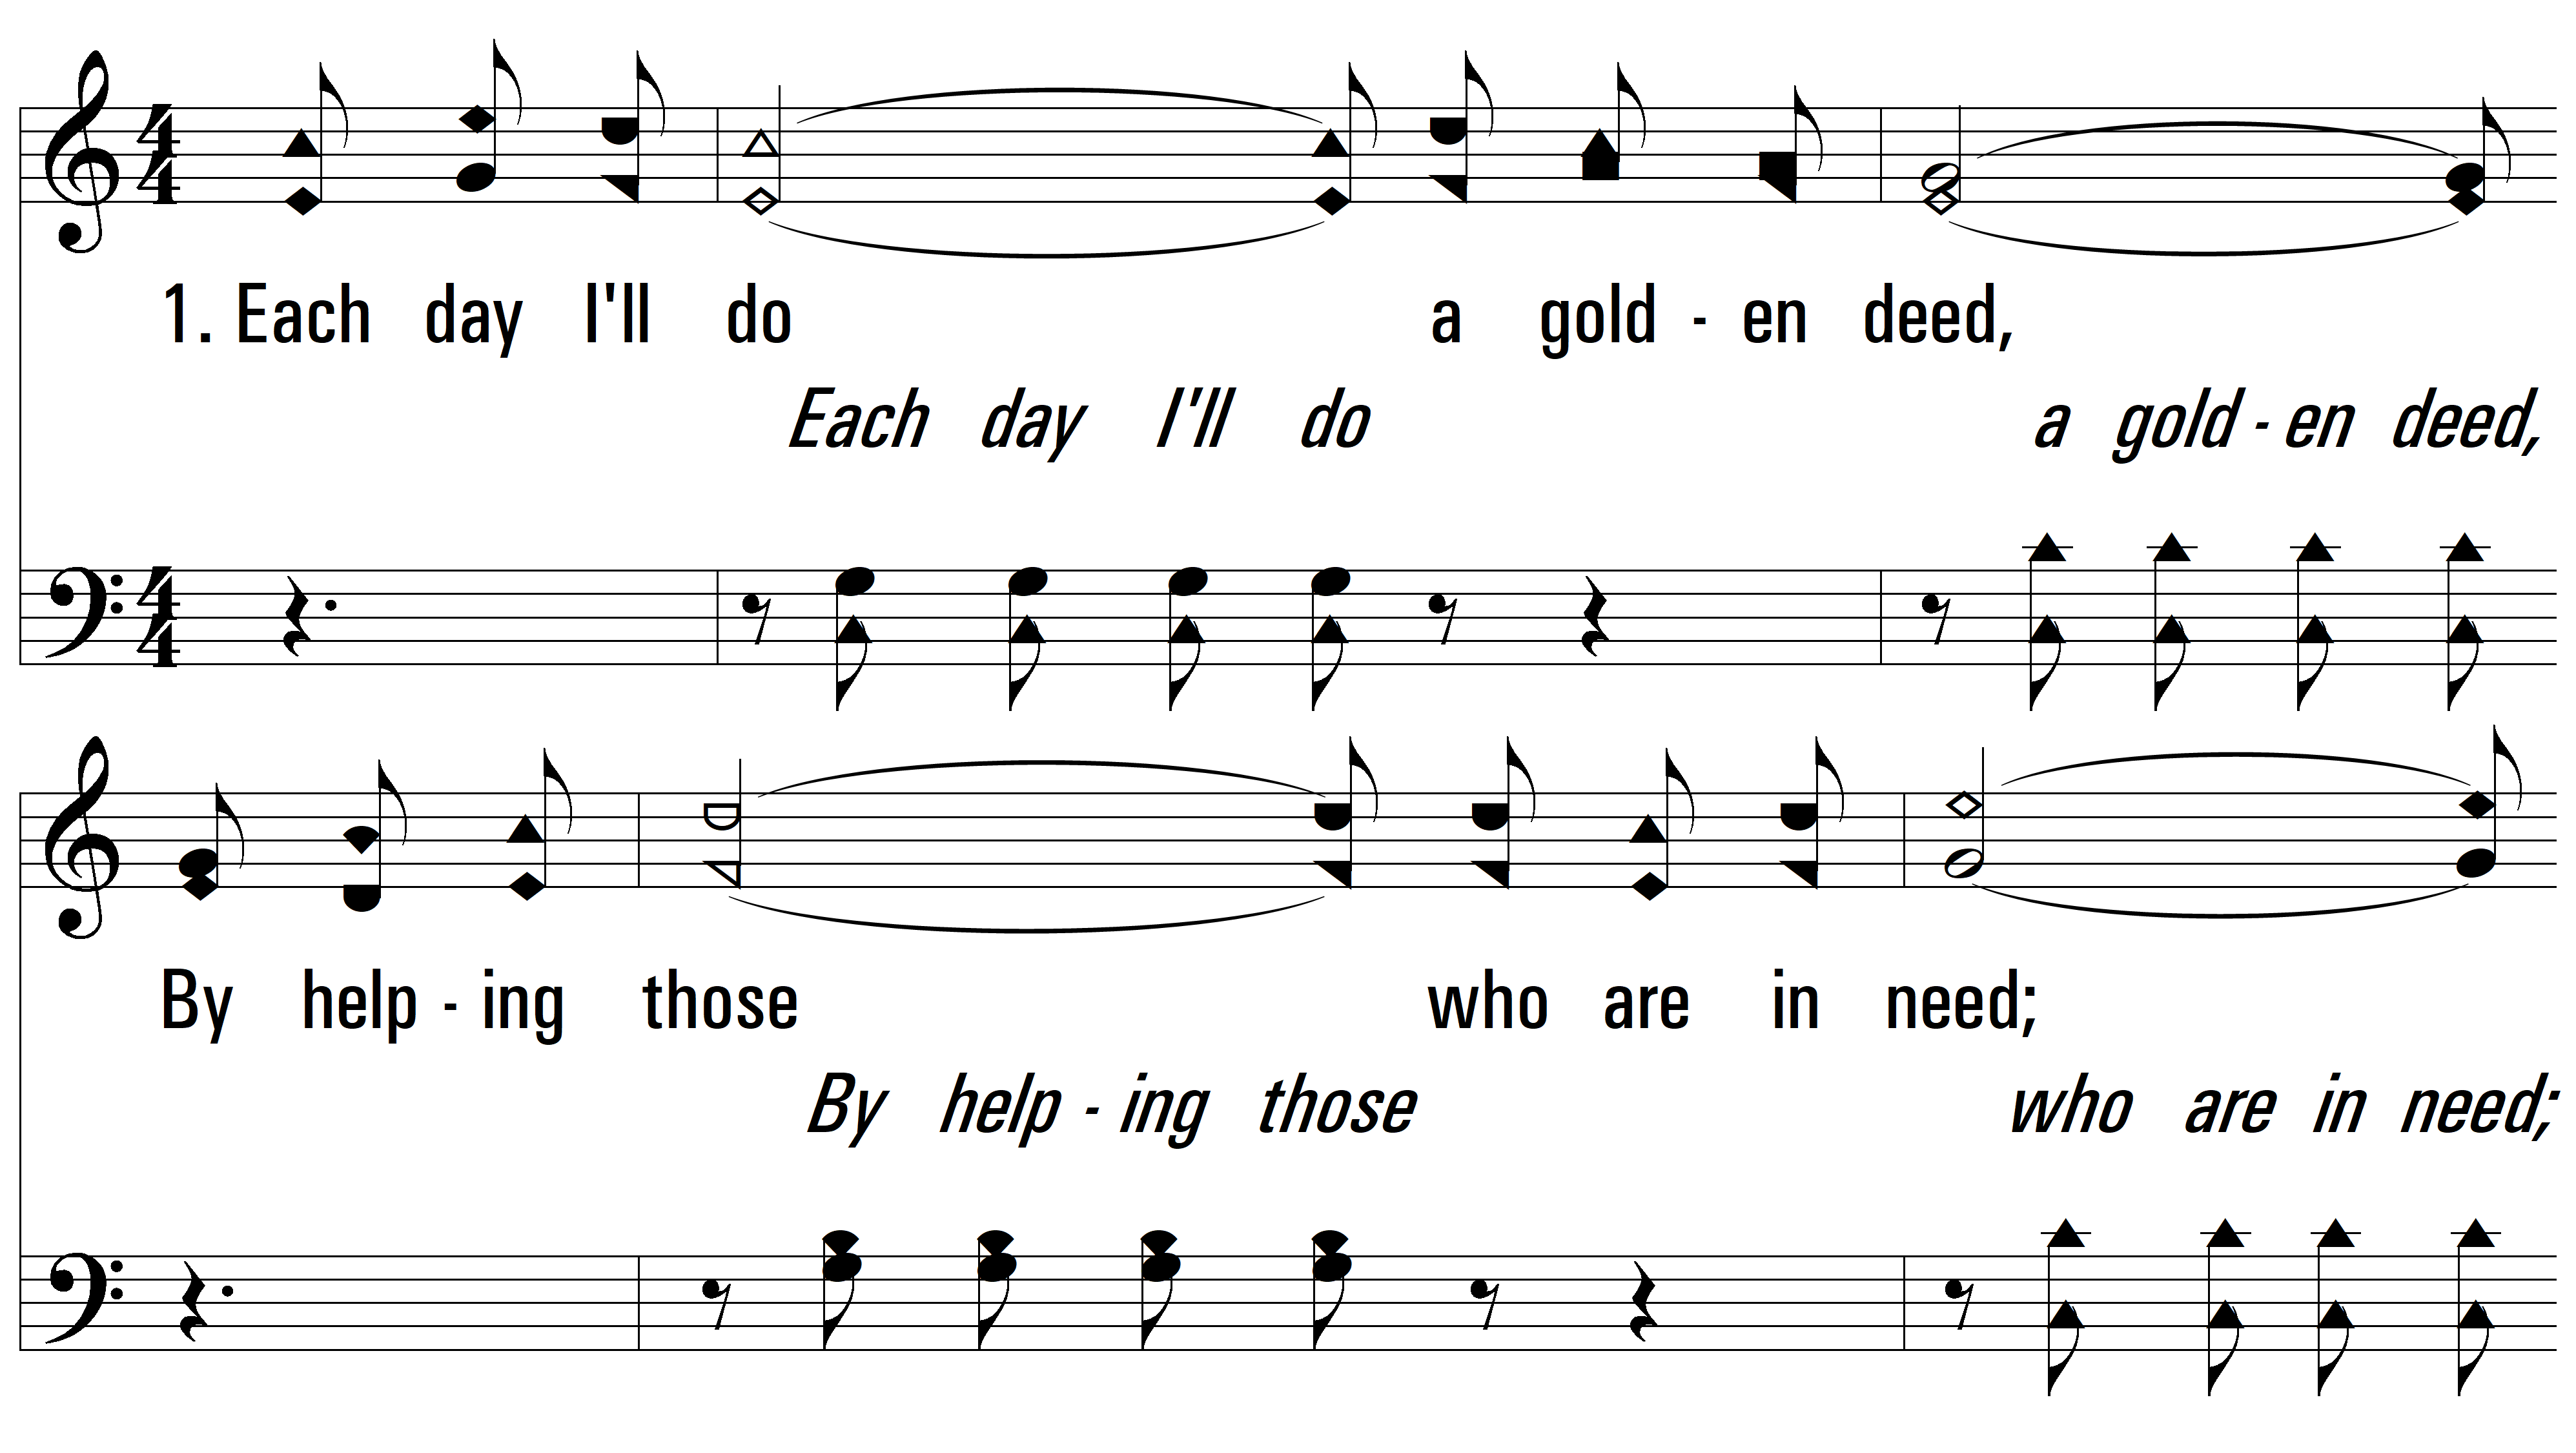 1. Each day I'll do a gold - en deed,
Each day I'll do a gold - en deed,
By help - ing those who are in need;
By help - ing those who are in need;